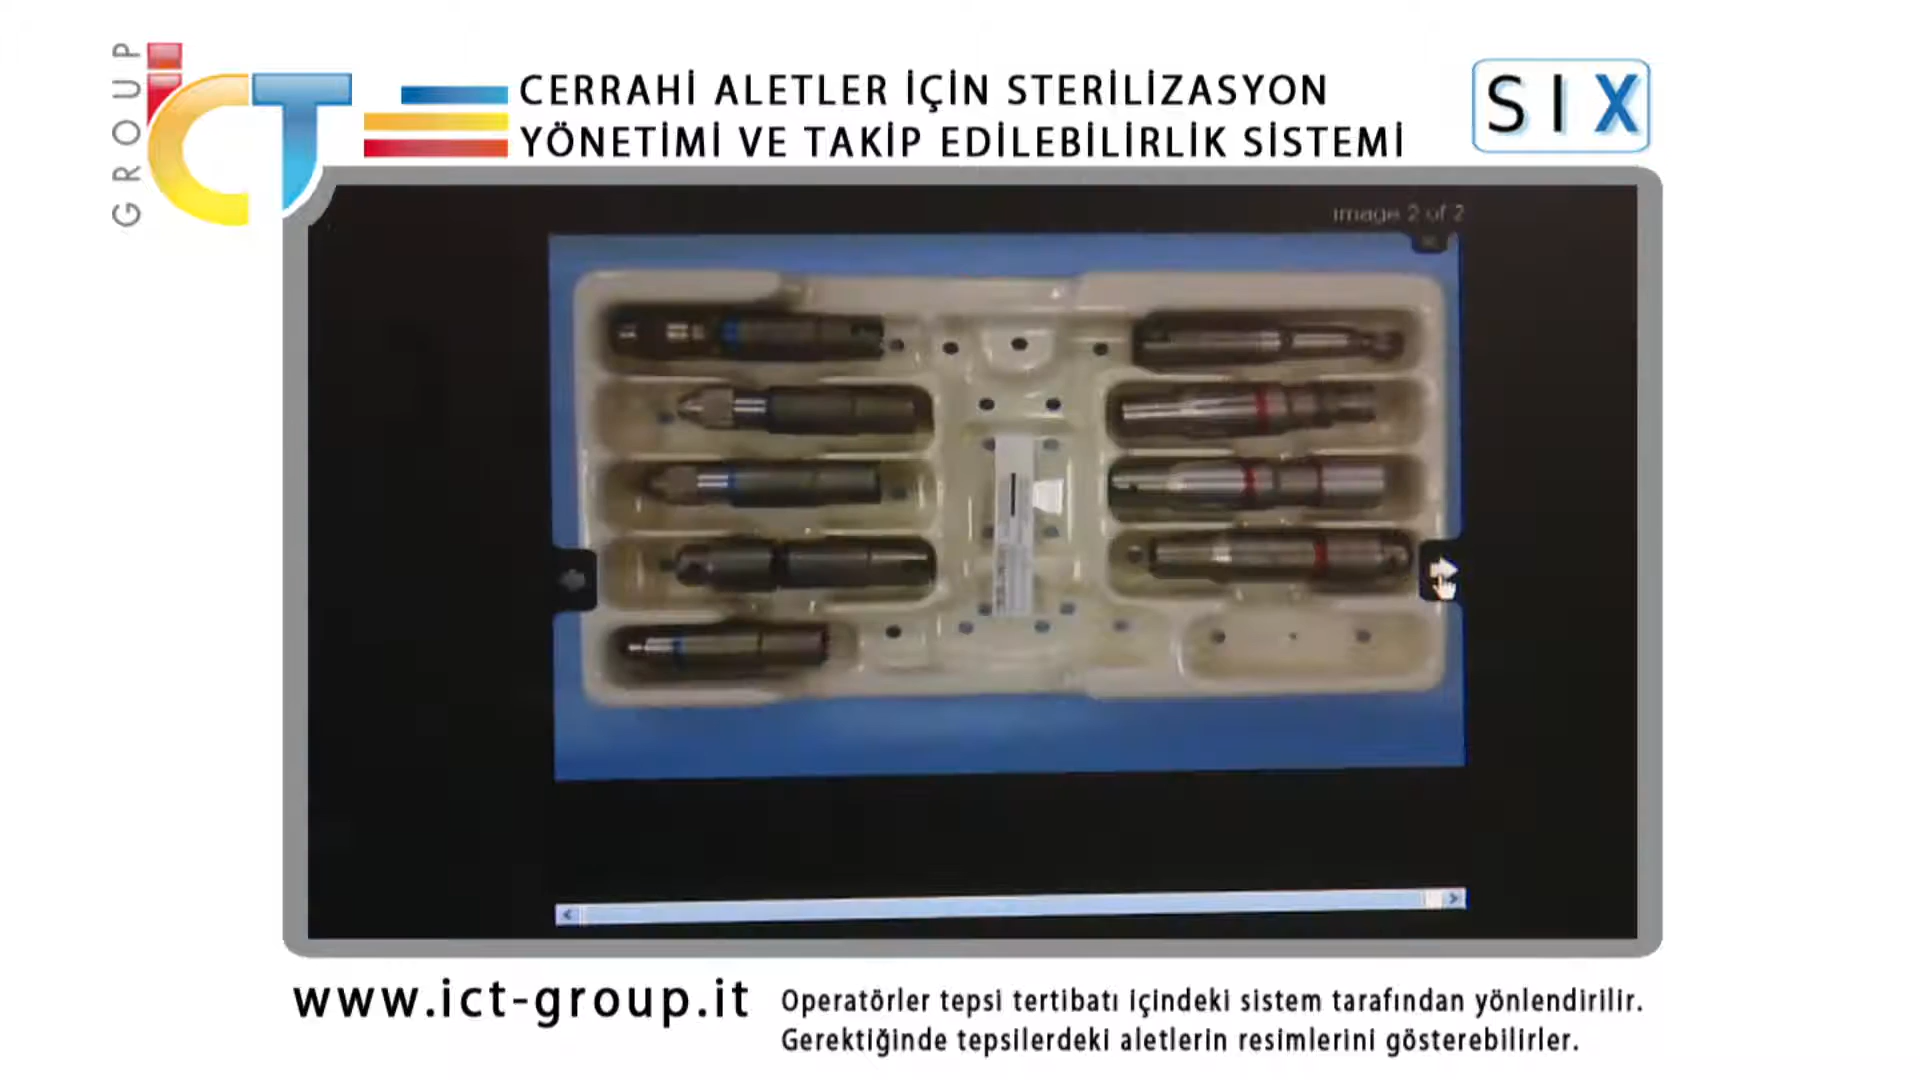 GROUP
iCT
CERRAHİ ALETLER İÇİN STERİLİZASYON
YÖNETİMİ VE TAKİP EDİLEBİLİRLİK SİSTEMİ
SIX
image 2 of 2
www.ict-group.it
Operatörler tepsi tertibatı içindeki sistem tarafından yönlendirilir.
Gerektiğinde tepsilerdeki aletlerin resimlerini gösterebilirler.